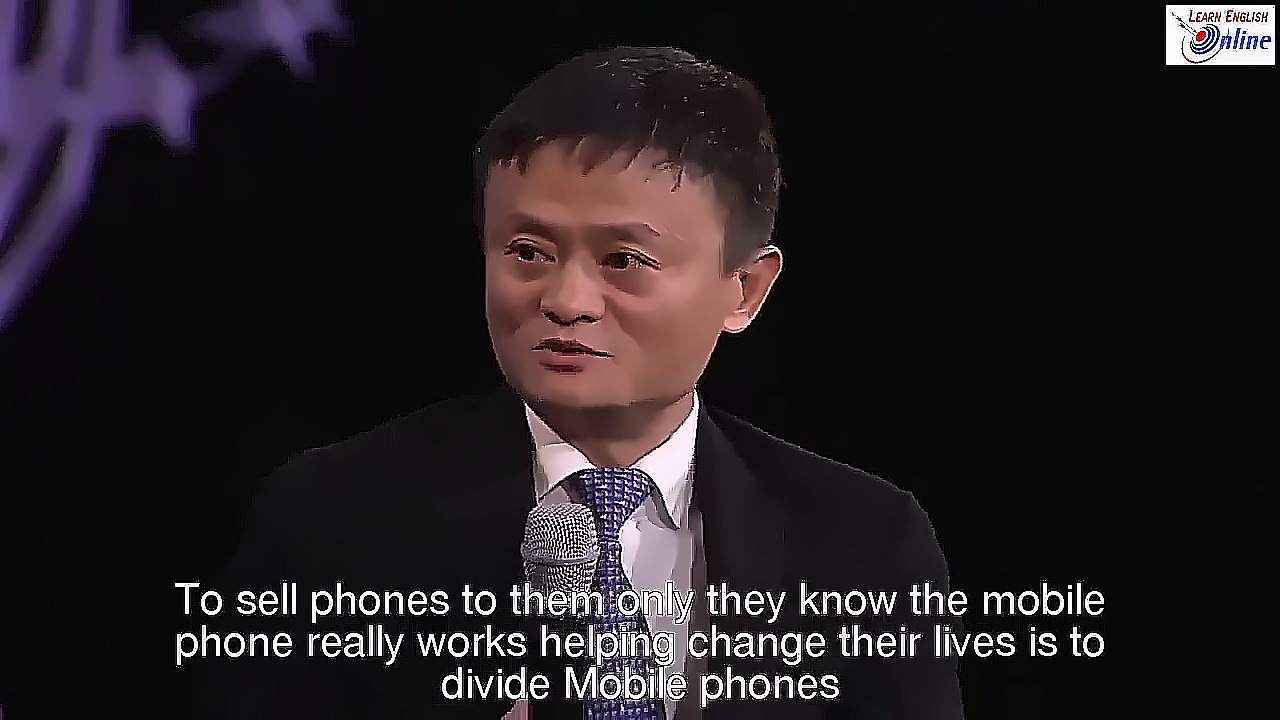 LEARN ENGLISH
Online
To sell phones to them only they know the mobile
phone really works helping change their lives is to
divide Mobile phones